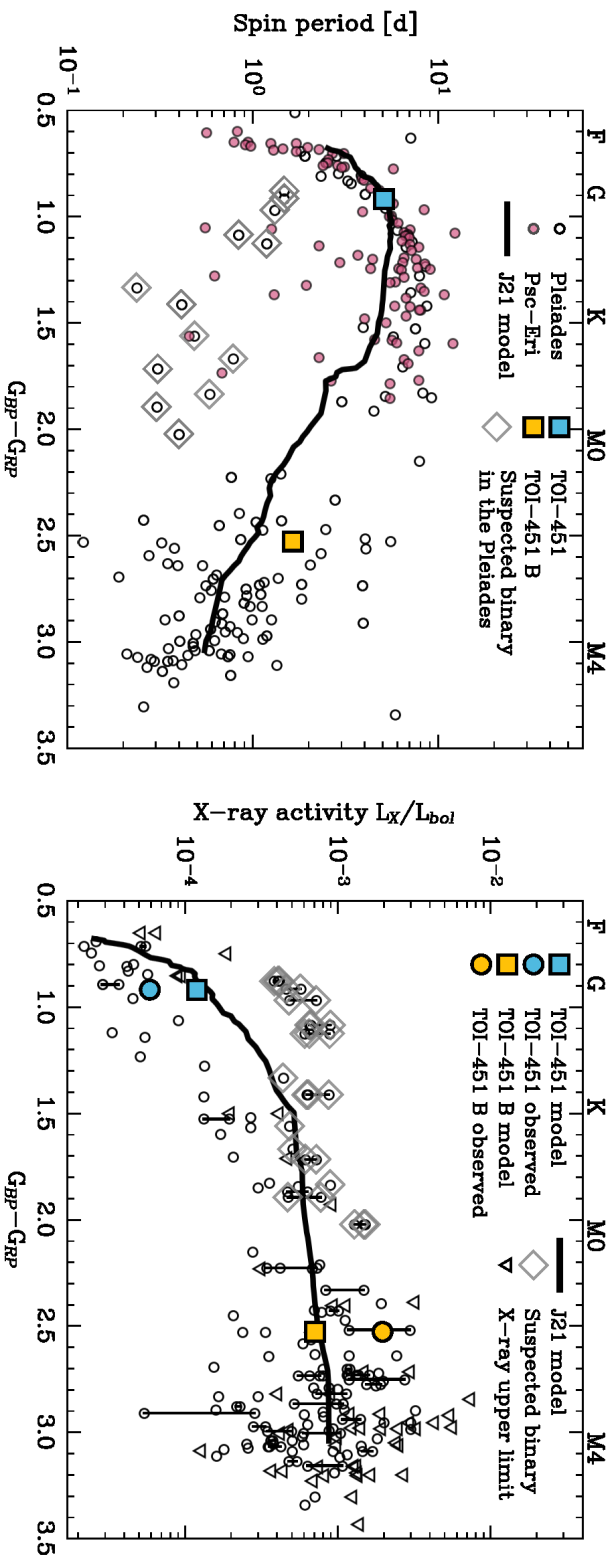 F G K M0 M4
Spin period [d]
10¹
10⁰
10⁻¹
Pleiades
Psc-Eri
J21 model
TOI-451
TOI-451 B
Suspected binary
in the Pleiades
0.5 1.0 1.5 2.0 2.5 3.0 3.5
G_BP−G_RP
F G K M0 M4
X-ray activity L_X/L_bol
10⁻²
10⁻³
10⁻⁴
TOI-451 model
TOI-451 observed
TOI-451 B model
TOI-451 B observed
J21 model
Suspected binary
X-ray upper limit
0.5 1.0 1.5 2.0 2.5 3.0 3.5
G_BP−G_RP